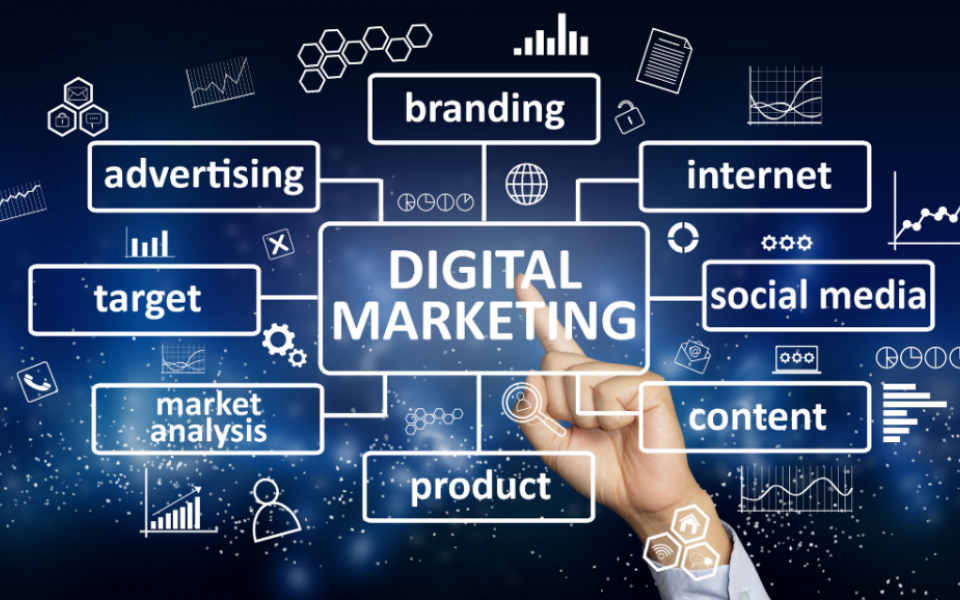 branding
advertising
internet
DIGITAL
MARKETING
target
social media
market
analysis
content
product